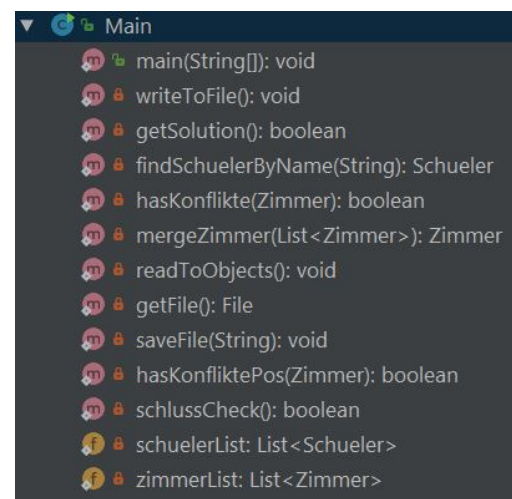 Main
main(String[]): void
writeToFile(): void
getSolution(): boolean
findSchuelerByName(String): Schueler
hasKonflikte(Zimmer): boolean
mergeZimmer(List<Zimmer>): Zimmer
readToObjects(): void
getFile(): File
saveFile(String): void
hasKonfliktePos(Zimmer): boolean
schlussCheck(): boolean
schuelerList: List<Schueler>
zimmerList: List<Zimmer>